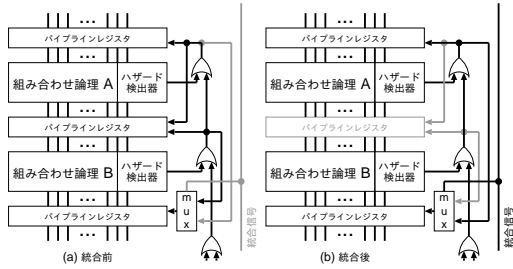 ...
パイプラインレジスタ
...
組み合わせ論理 A
ハザード
検出器
...
パイプラインレジスタ
...
組み合わせ論理 B
ハザード
検出器
...
パイプラインレジスタ
...
mux
統合信号
(a) 統合前
...
パイプラインレジスタ
...
組み合わせ論理 A
ハザード
検出器
...
パイプラインレジスタ
...
組み合わせ論理 B
ハザード
検出器
...
パイプラインレジスタ
...
mux
統合信号
(b) 統合後